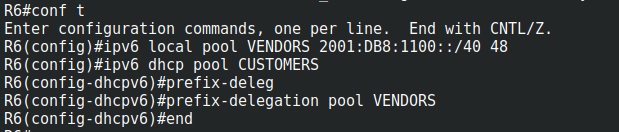 R6#conf t
Enter configuration commands, one per line.  End with CNTL/Z.
R6(config)#ipv6 local pool VENDORS 2001:DB8:1100::/40 48
R6(config)#ipv6 dhcp pool CUSTOMERS
R6(config-dhcpv6)#prefix-deleg
R6(config-dhcpv6)#prefix-delegation pool VENDORS
R6(config-dhcpv6)#end